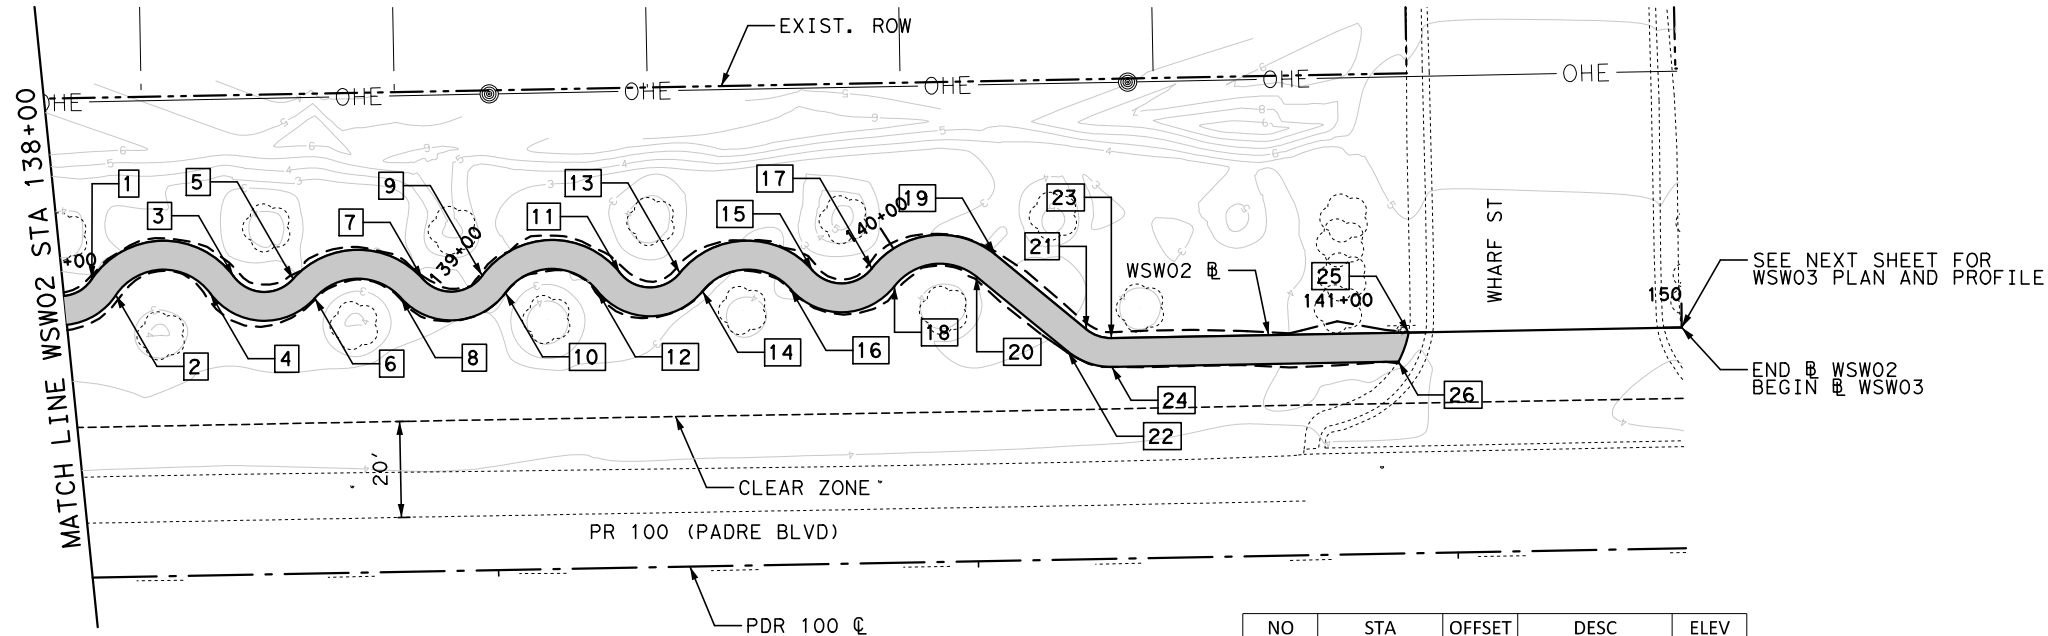 EXIST. ROW
OHE
OHE
OHE
OHE
OHE
OHE
MATCH LINE WSW02 STA 138+00
+00
1
3
5
7
9
11
13
15
17
19
21
23
25
139+00
140+00
141+00
150
WSW02 ℄
WHARF ST
SEE NEXT SHEET FOR
WSW03 PLAN AND PROFILE
2
4
6
8
10
12
14
16
18
20
22
24
26
END ℄ WSW02
BEGIN ℄ WSW03
20'
CLEAR ZONE
PR 100 (PADRE BLVD)
PDR 100 ℄
NO STA OFFSET DESC ELEV